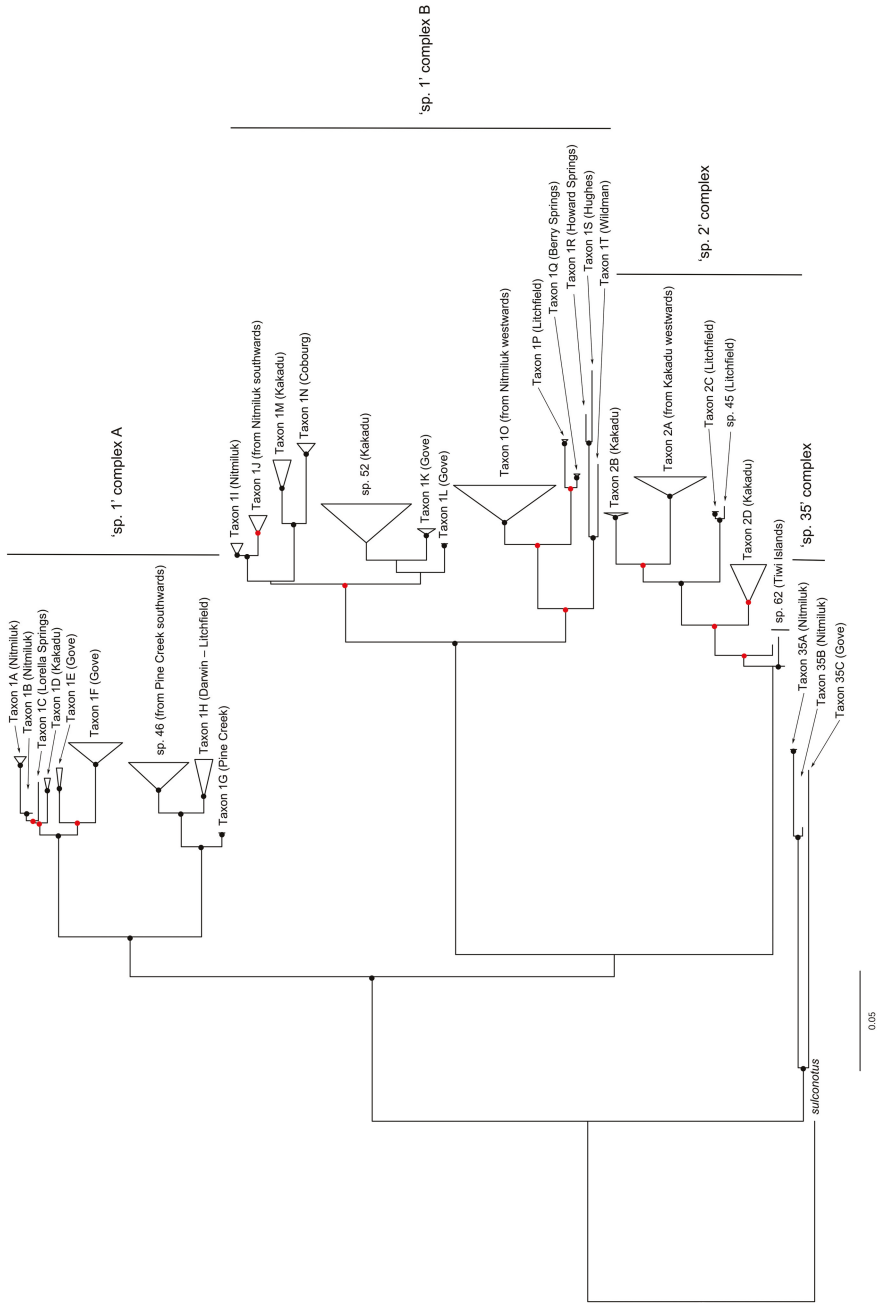 'sp. 1' complex A
Taxon 1A (Nitmiluk)
Taxon 1B (Nitmiluk)
Taxon 1C (Lorella Springs)
Taxon 1D (Kakadu)
Taxon 1E (Gove)
Taxon 1F (Gove)
sp. 46 (from Pine Creek southwards)
Taxon 1H (Darwin – Litchfield)
Taxon 1G (Pine Creek)
'sp. 1' complex B
Taxon 1I (Nitmiluk)
Taxon 1J (from Nitmiluk southwards)
Taxon 1M (Kakadu)
Taxon 1N (Cobourg)
sp. 52 (Kakadu)
Taxon 1K (Gove)
Taxon 1L (Gove)
Taxon 1O (from Nitmiluk westwards)
Taxon 1P (Litchfield)
Taxon 1Q (Berry Springs)
Taxon 1R (Howard Springs)
Taxon 1S (Hughes)
Taxon 1T (Wildman)
'sp. 2' complex
Taxon 2B (Kakadu)
Taxon 2A (from Kakadu westwards)
Taxon 2C (Litchfield)
sp. 45 (Litchfield)
Taxon 2D (Kakadu)
sp. 62 (Tiwi Islands)
'sp. 35' complex
Taxon 35A (Nitmiluk)
Taxon 35B (Nitmiluk)
Taxon 35C (Gove)
sulconotus
0.05